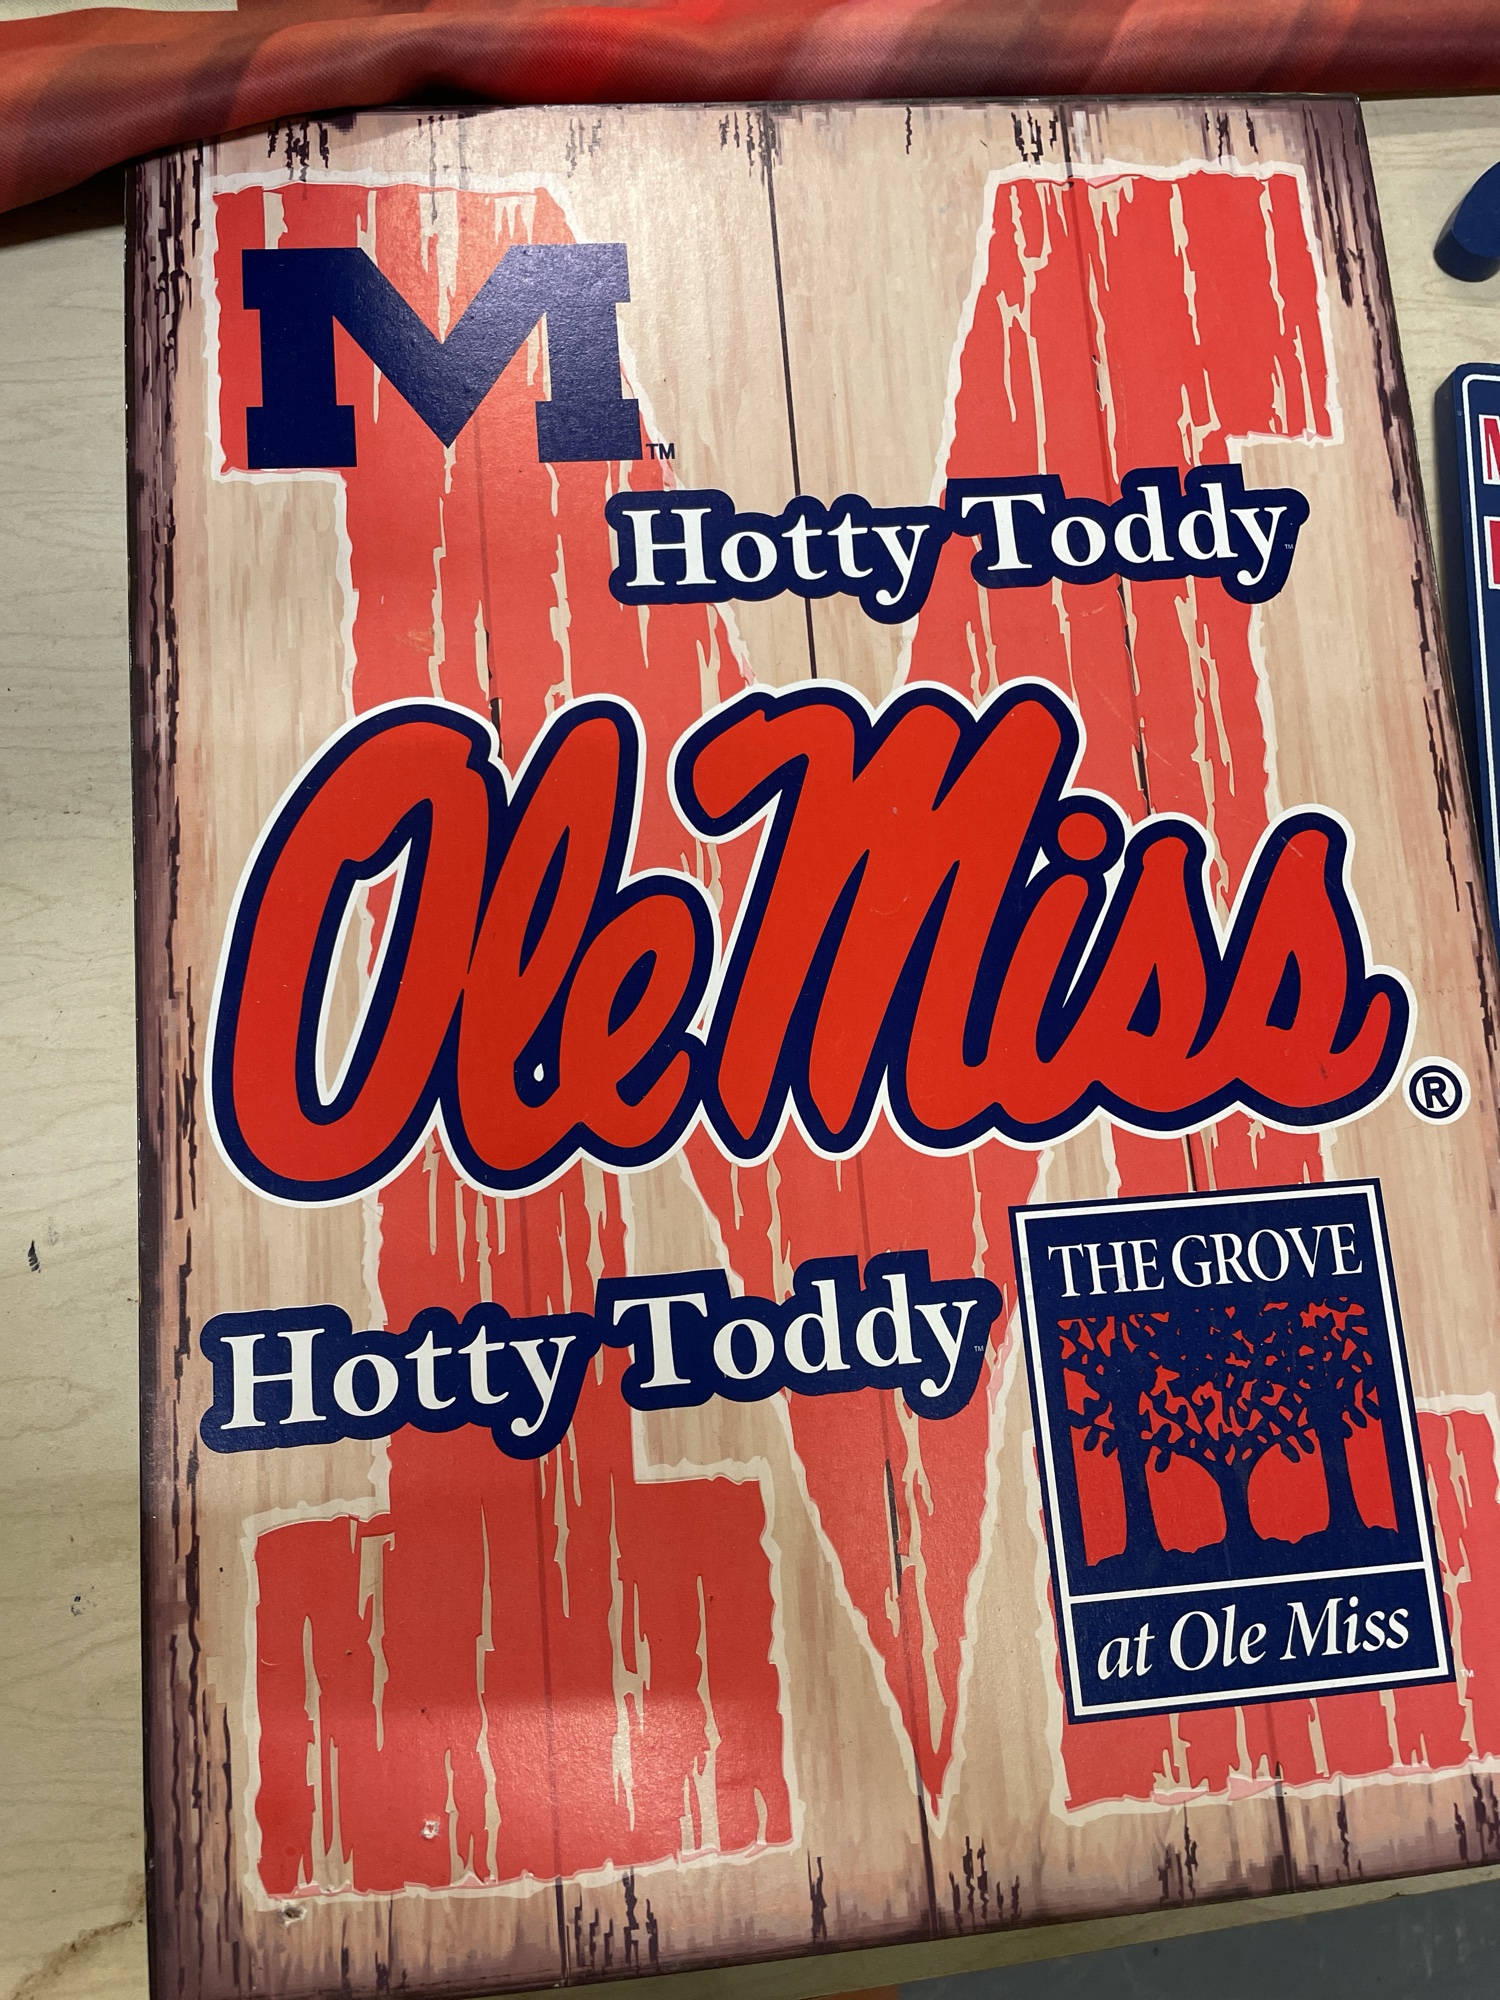 M™
Hotty Toddy™
Ole Miss®
Hotty Toddy™
THE GROVE
at Ole Miss™